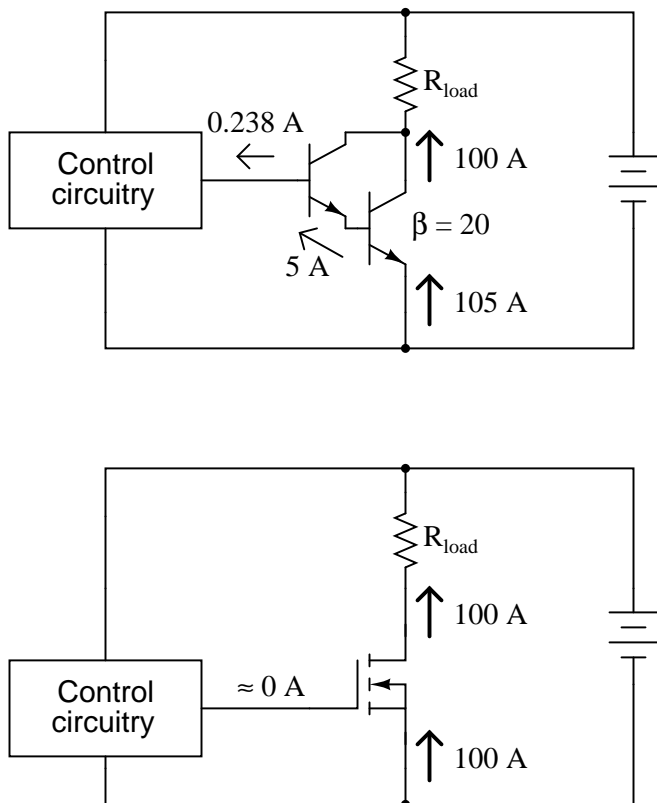 R_load
0.238 A
Control
circuitry
100 A
β = 20
5 A
105 A
R_load
100 A
Control
circuitry
≈ 0 A
100 A